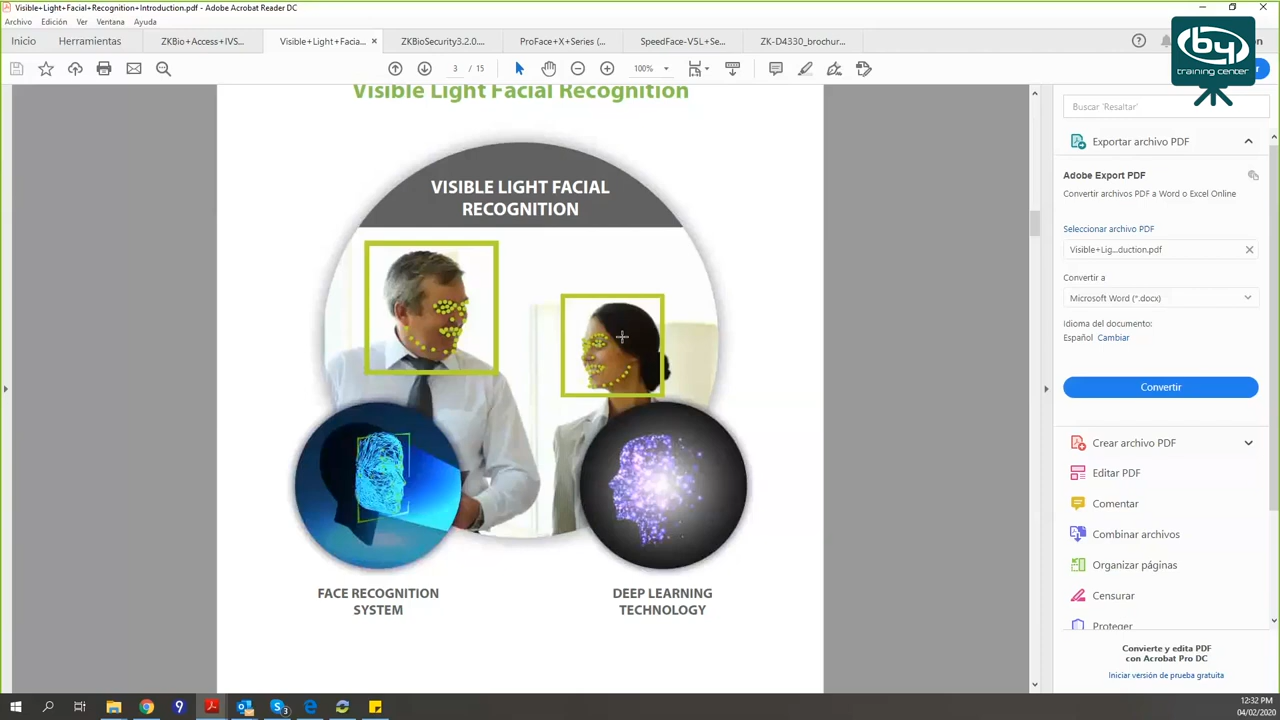 Visible+Light+Facial+Recognition+Introduction.pdf - Adobe Acrobat Reader DC
Archivo Edición Ver Ventana Ayuda
Inicio Herramientas ZKBio+Access+IVS... Visible+Light+Facia... ZKBioSecurity3.... ProFace+X+Series (... SpeedFace-V5L+Se... ZK-D4330_brochur...
by
training center
3 / 15 100%
Visible Light Facial Recognition
VISIBLE LIGHT FACIAL
RECOGNITION
FACE RECOGNITION
SYSTEM
DEEP LEARNING
TECHNOLOGY
Buscar 'Resaltar'
Exportar archivo PDF
Adobe Export PDF
Convertir archivos PDF a Word o Excel Online
Seleccionar archivo PDF
Visible+Lig...duction.pdf
Convertir a
Microsoft Word (*.docx)
Idioma del documento:
Español Cambiar
Convertir
Crear archivo PDF
Editar PDF
Comentar
Combinar archivos
Organizar páginas
Censurar
Proteger
Convierte y edita PDF
con Acrobat Pro DC
Iniciar versión de prueba gratuita
12:32 PM
04/02/2020